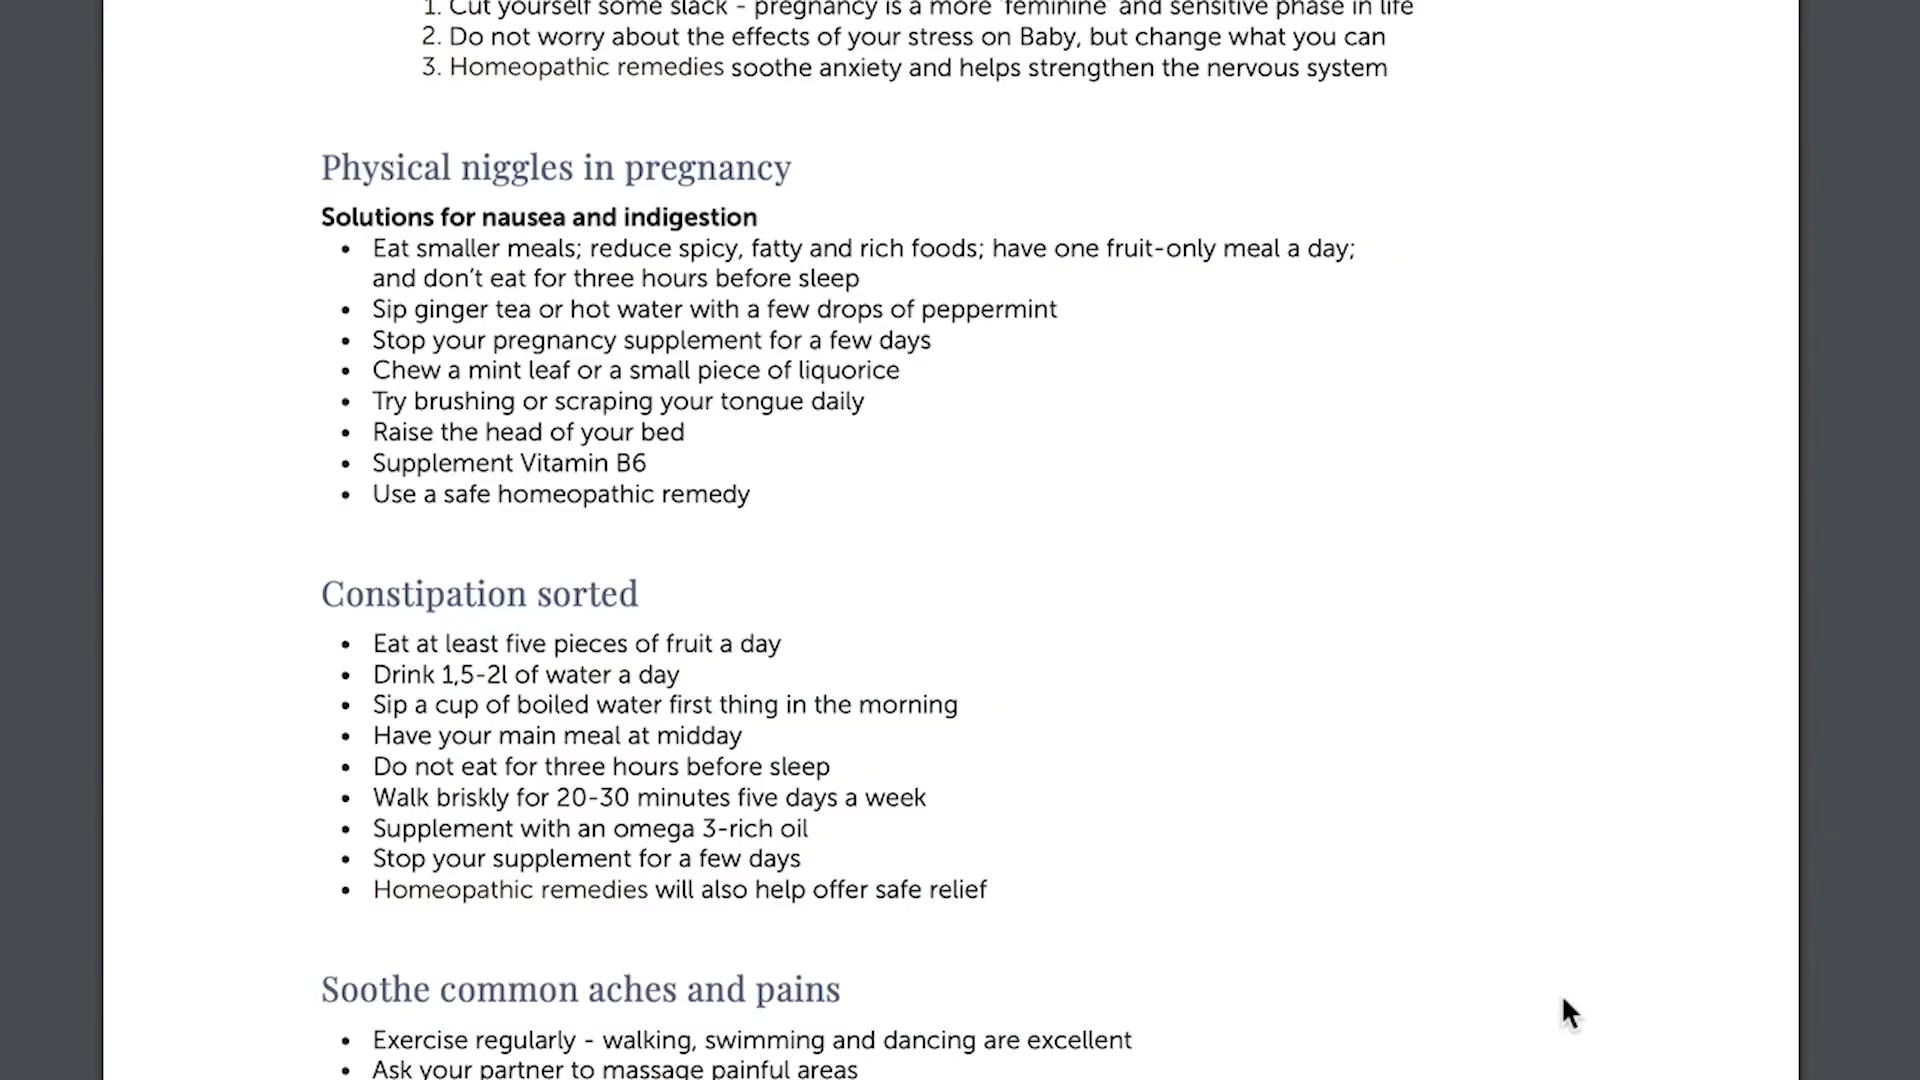 1. Cut yourself some slack - pregnancy is a more 'feminine' and sensitive phase in life
2. Do not worry about the effects of your stress on Baby, but change what you can
3. Homeopathic remedies soothe anxiety and helps strengthen the nervous system
Physical niggles in pregnancy
Solutions for nausea and indigestion
• Eat smaller meals; reduce spicy, fatty and rich foods; have one fruit-only meal a day;
and don't eat for three hours before sleep
• Sip ginger tea or hot water with a few drops of peppermint
• Stop your pregnancy supplement for a few days
• Chew a mint leaf or a small piece of liquorice
• Try brushing or scraping your tongue daily
• Raise the head of your bed
• Supplement Vitamin B6
• Use a safe homeopathic remedy
Constipation sorted
• Eat at least five pieces of fruit a day
• Drink 1,5-2l of water a day
• Sip a cup of boiled water first thing in the morning
• Have your main meal at midday
• Do not eat for three hours before sleep
• Walk briskly for 20-30 minutes five days a week
• Supplement with an omega 3-rich oil
• Stop your supplement for a few days
• Homeopathic remedies will also help offer safe relief
Soothe common aches and pains
• Exercise regularly - walking, swimming and dancing are excellent
• Ask your partner to massage painful areas